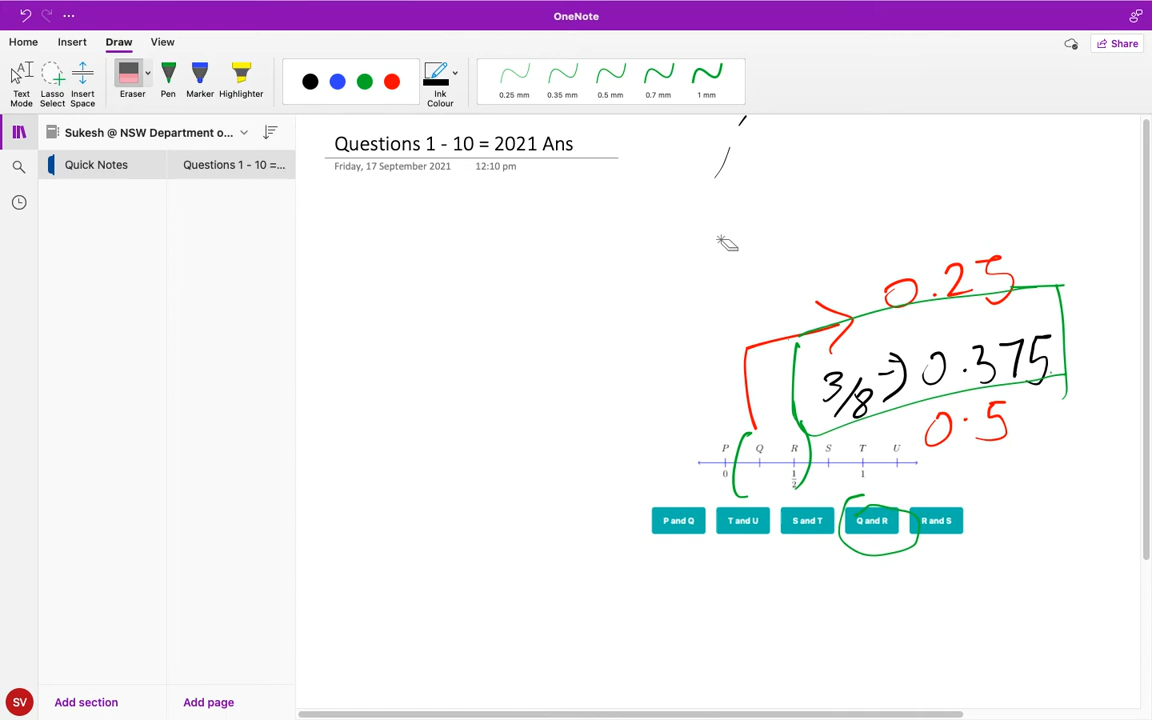 OneNote
Home Insert Draw View
Share
Text Mode
Lasso Select
Insert Space
Eraser
Pen
Marker
Highlighter
Ink Colour
0.25 mm 0.35 mm 0.5 mm 0.7 mm 1 mm
Sukesh @ NSW Department o...
Quick Notes
Questions 1 - 10 =...
Questions 1 - 10 = 2021 Ans
Friday, 17 September 2021 12:10 pm
0.25
3/8 => 0.375
0.5
P Q R S T U
0 1/2 1
P and Q T and U S and T Q and R R and S
SV
Add section Add page